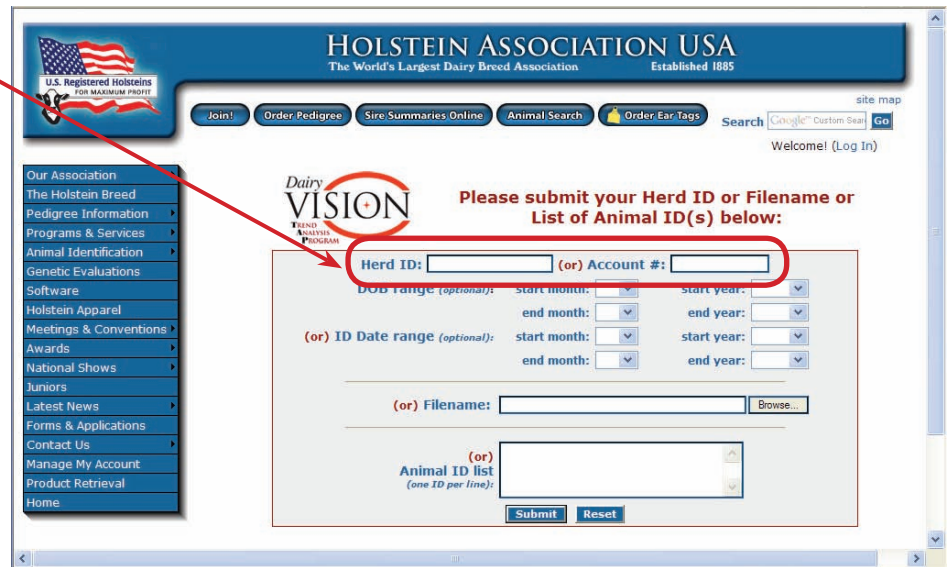 HOLSTEIN ASSOCIATION USA
The World's Largest Dairy Breed Association Established 1885
U.S. Registered Holsteins
FOR MAXIMUM PROFIT
site map
Join! Order Pedigree Sire Summaries Online Animal Search Order Ear Tags Search Google™ Custom Sear Go
Welcome! (Log In)
Our Association
The Holstein Breed
Pedigree Information
Programs & Services
Animal Identification
Genetic Evaluations
Software
Holstein Apparel
Meetings & Conventions
Awards
National Shows
Juniors
Latest News
Forms & Applications
Contact Us
Manage My Account
Product Retrieval
Home
Dairy
VISION
TREND
ANALYSIS
PROGRAM
Please submit your Herd ID or Filename or
List of Animal ID(s) below:
Herd ID: (or) Account #:
DOB range (optional): start month: start year:
end month: end year:
(or) ID Date range (optional): start month: start year:
end month: end year:
(or) Filename: Browse...
(or)
Animal ID list
(one ID per line):
Submit Reset